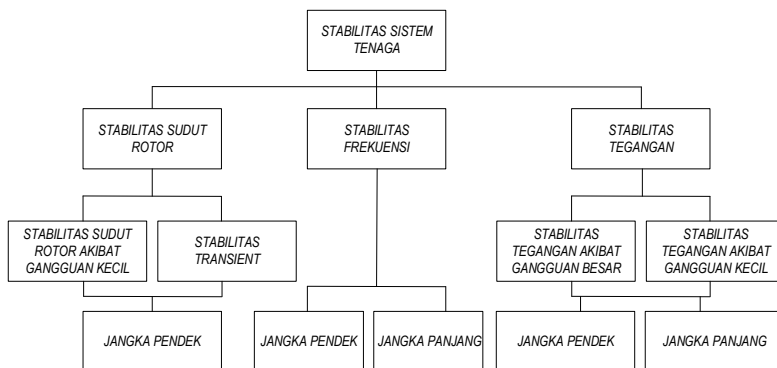 STABILITAS SISTEM
TENAGA
STABILITAS SUDUT
ROTOR
STABILITAS
FREKUENSI
STABILITAS
TEGANGAN
STABILITAS SUDUT
ROTOR AKIBAT
GANGGUAN KECIL
STABILITAS
TRANSIENT
STABILITAS
TEGANGAN AKIBAT
GANGGUAN BESAR
STABILITAS
TEGANGAN AKIBAT
GANGGUAN KECIL
JANGKA PENDEK
JANGKA PENDEK
JANGKA PANJANG
JANGKA PENDEK
JANGKA PANJANG